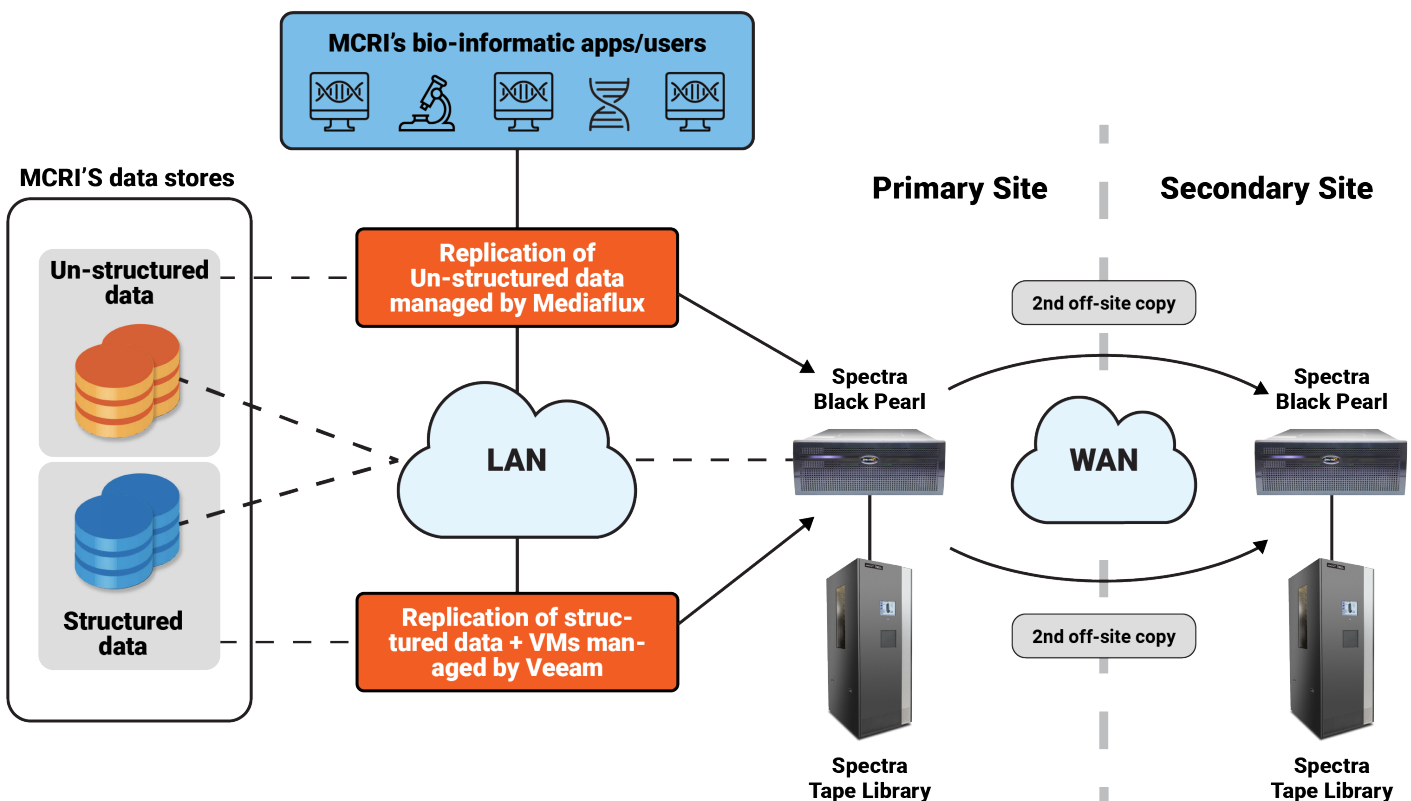 MCRI's bio-informatic apps/users
MCRI'S data stores
Un-structured
data
Structured
data
Replication of
Un-structured data
managed by Mediaflux
LAN
Replication of struc-
tured data + VMs man-
aged by Veeam
Primary Site
Secondary Site
2nd off-site copy
Spectra
Black Pearl
WAN
Spectra
Black Pearl
2nd off-site copy
Spectra
Tape Library
Spectra
Tape Library